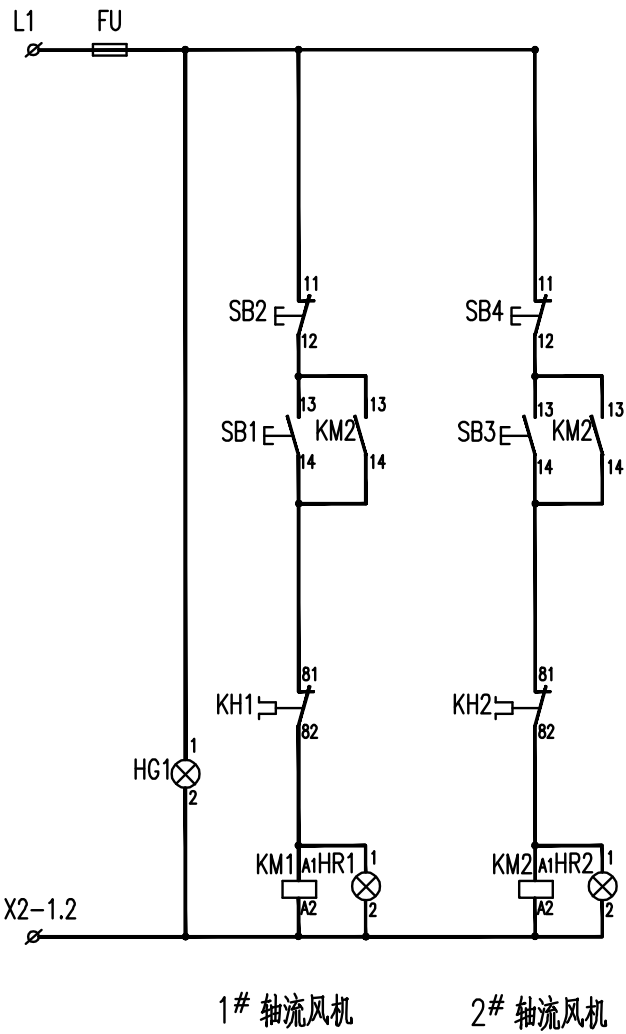 L1 FU
11 11
SB2 SB4
12 12
13 13 13 13
SB1 KM2 SB3 KM2
14 14 14 14
81 81
KH1 KH2
82 82
1
HG1
2
KM1 A1 HR1 1 KM2 A1 HR2 1
A2 2 A2 2
X2-1.2
1# 轴流风机 2# 轴流风机